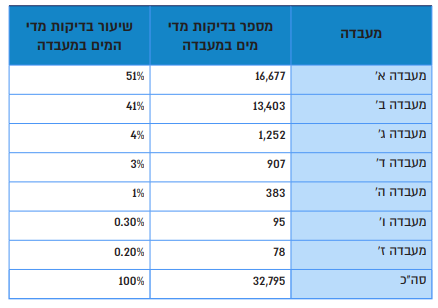 מעבדה מספר בדיקות מדי מים במעבדה שיעור בדיקות מדי המים במעבדה
מעבדה א' 16,677 51%
מעבדה ב' 13,403 41%
מעבדה ג' 1,252 4%
מעבדה ד' 907 3%
מעבדה ה' 383 1%
מעבדה ו' 95 0.30%
מעבדה ז' 78 0.20%
סה"כ 32,795 100%